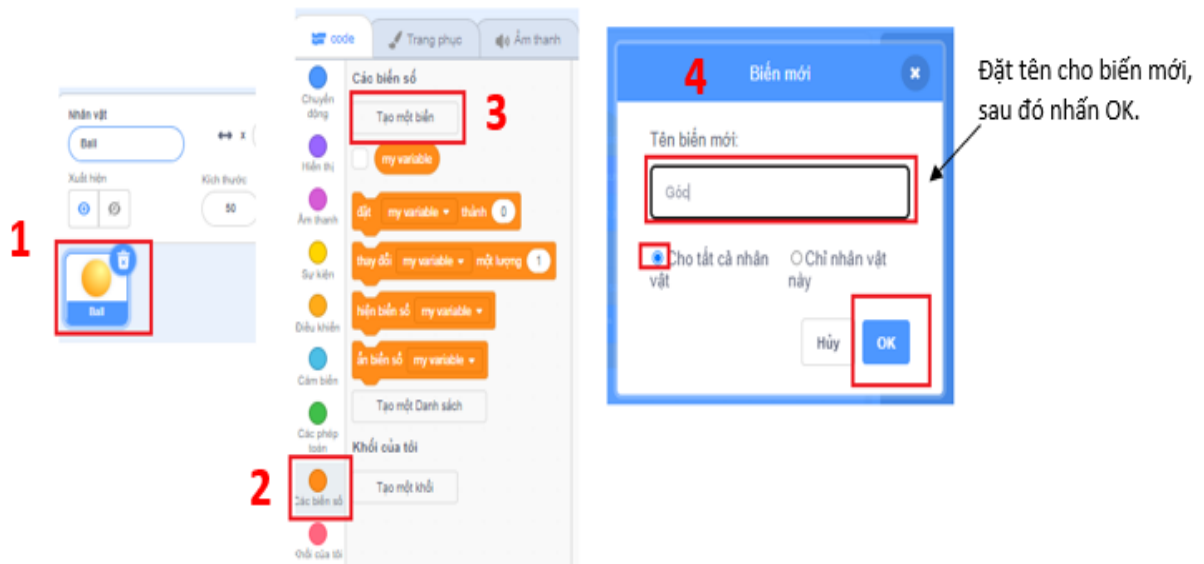 1
Nhân vật
Ball
↔ x
Xuất hiện
Kích thước
50
Ball
2
code
Trang phục
Âm thanh
Chuyển động
Hiển thị
Âm thanh
Sự kiện
Điều khiển
Cảm biến
Các phép toán
Các biến số
Khối của tôi
Các biến số
Tạo một biến
3
my variable
đặt my variable thành 0
thay đổi my variable một lượng 1
hiện biến số my variable
ẩn biến số my variable
Tạo một Danh sách
Khối của tôi
Tạo một khối
4
Biến mới
Tên biến mới:
Góc
Cho tất cả nhân
vật
Chỉ nhân vật
này
Hủy
OK
Đặt tên cho biến mới,
sau đó nhấn OK.